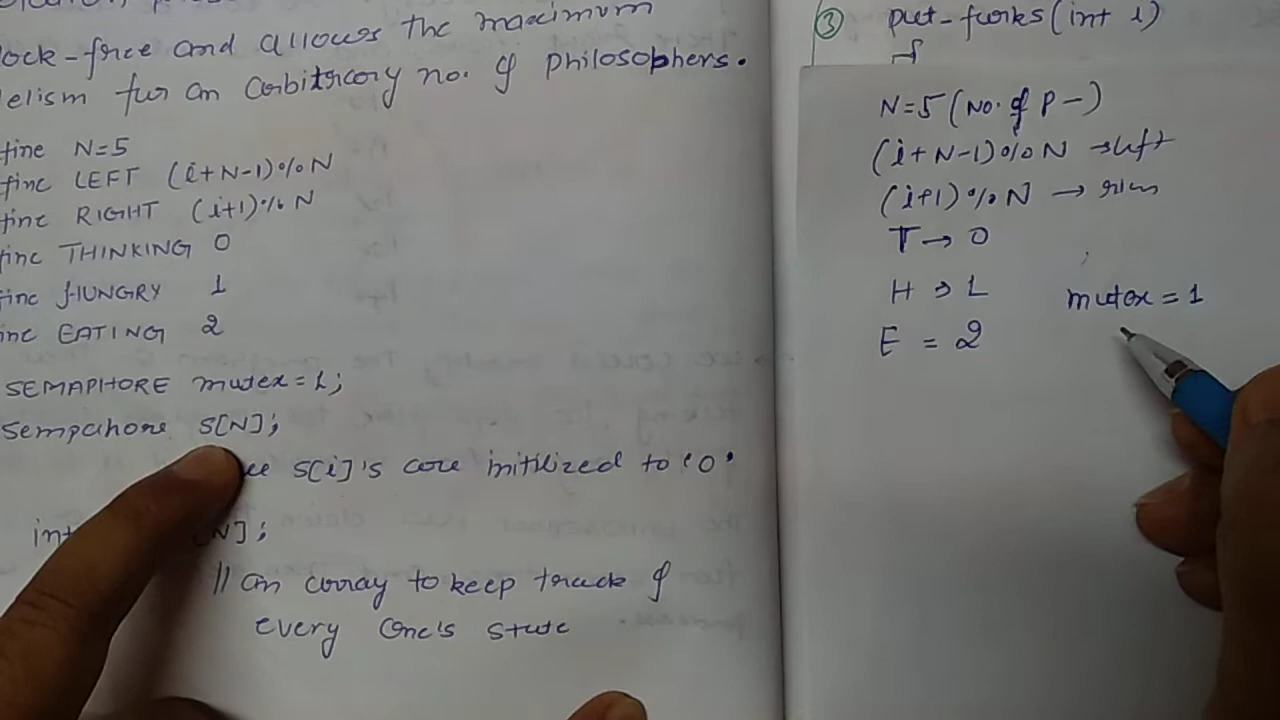 lock-free and allows the maximum
elism for an arbitrary no. of philosophers.
fine N=5
fine LEFT (i+N-1)%N
fine RIGHT (i+1)%N
fine THINKING 0
fine HUNGRY 1
inc EATING 2
SEMAPHORE mutex=1;
Sempahore S[N];
S[i]'s are initilized to '0'
int [N];
// an array to keep track of
every one's state
③ put-forks(int i)
{
N=5 (No. of P-)
(i+N-1)%N → left
(i+1)%N →
T → 0
H → 1
E = 2
mutex = 1